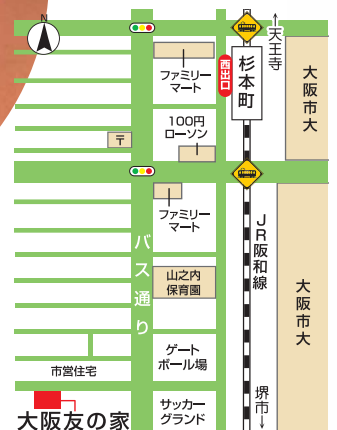 N
↑天王寺
ファミリー
マート
西出口
杉本町
大阪市大
100円
ローソン
〒
ファミリー
マート
JR阪和線
バス通り
山之内
保育園
大阪市大
ゲート
ボール場
市営住宅
堺市↓
大阪友の家
サッカー
グランド